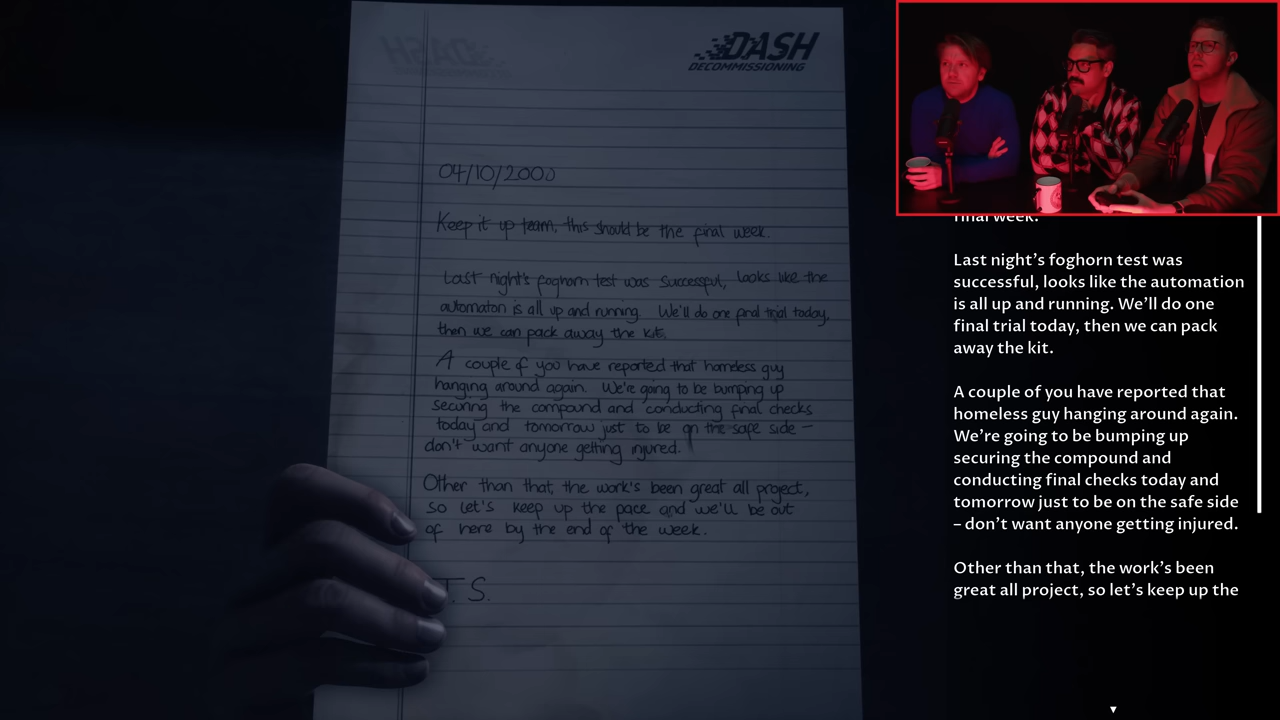 DASH
DECOMMISSIONING
04/10/2000
Keep it up team, this should be the final week.
Last night's foghorn test was successful, looks like the
automaton is all up and running. We'll do one final trial today,
then we can pack away the kit.
A couple of you have reported that homeless guy
hanging around again. We're going to be bumping up
securing the compound and conducting final checks
today and tomorrow just to be on the safe side –
don't want anyone getting injured.
Other than that, the work's been great all project,
so let's keep up the pace and we'll be out
of here by the end of the week.
T. S.
final week.
Last night's foghorn test was
successful, looks like the automation
is all up and running. We'll do one
final trial today, then we can pack
away the kit.
A couple of you have reported that
homeless guy hanging around again.
We're going to be bumping up
securing the compound and
conducting final checks today and
tomorrow just to be on the safe side
– don't want anyone getting injured.
Other than that, the work's been
great all project, so let's keep up the